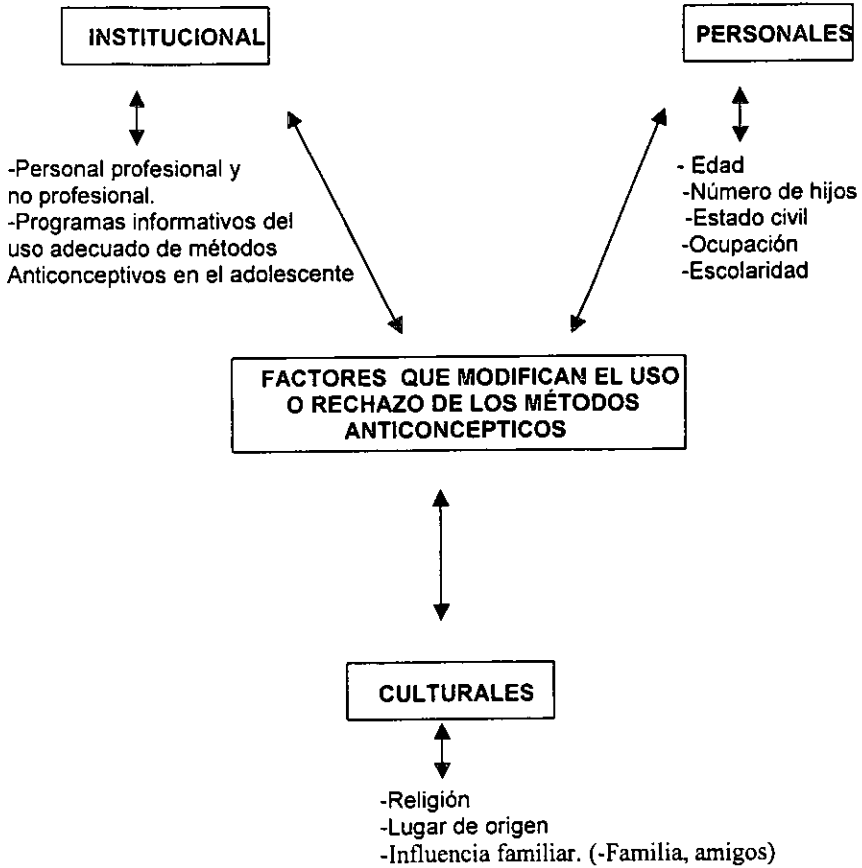 INSTITUCIONAL
-Personal profesional y
no profesional.
-Programas informativos del
uso adecuado de métodos
Anticonceptivos en el adolescente
PERSONALES
- Edad
-Número de hijos
-Estado civil
-Ocupación
-Escolaridad
FACTORES QUE MODIFICAN EL USO
O RECHAZO DE LOS MÉTODOS
ANTICONCEPTICOS
CULTURALES
-Religión
-Lugar de origen
-Influencia familiar. (-Familia, amigos)